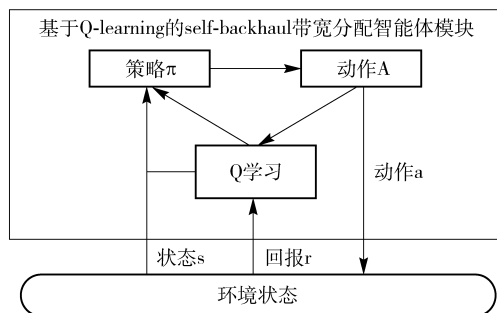 基于Q-learning的self-backhaul带宽分配智能体模块
策略π
动作A
Q学习
动作a
状态s
回报r
环境状态